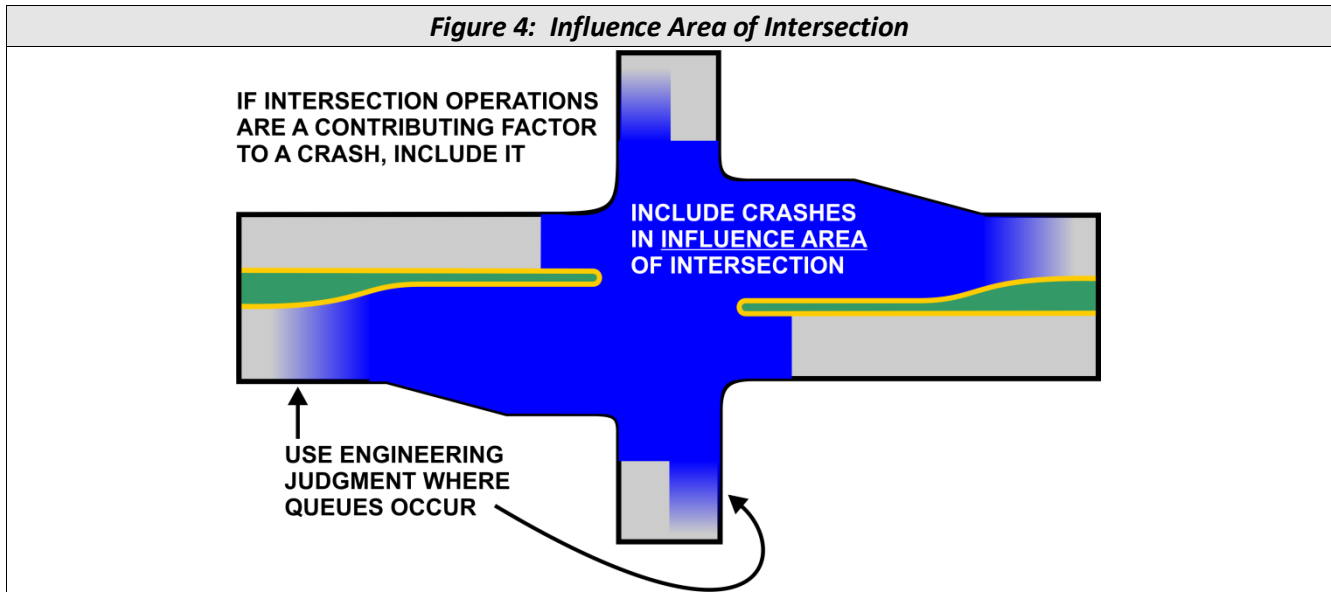 Figure 4: Influence Area of Intersection
IF INTERSECTION OPERATIONS
ARE A CONTRIBUTING FACTOR
TO A CRASH, INCLUDE IT
INCLUDE CRASHES
IN INFLUENCE AREA
OF INTERSECTION
USE ENGINEERING
JUDGMENT WHERE
QUEUES OCCUR